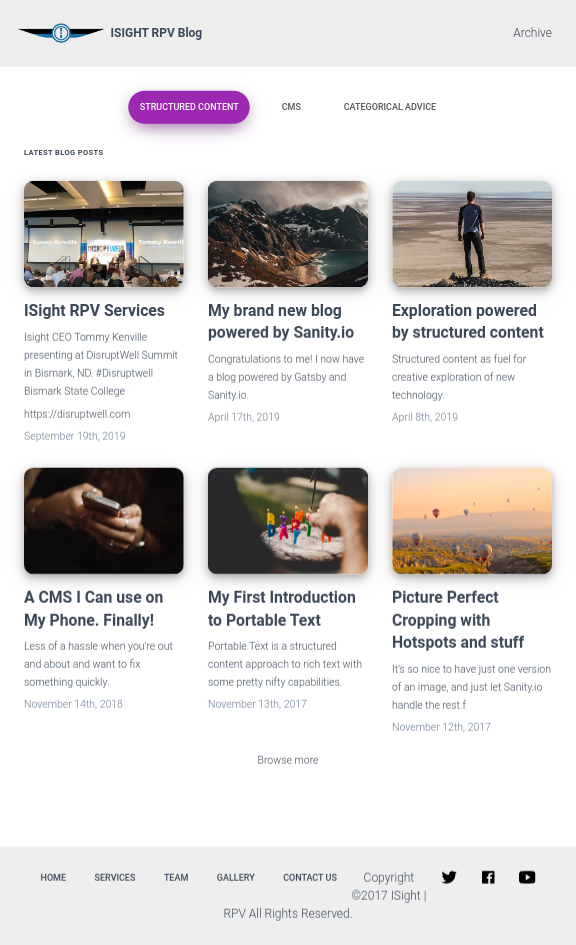 ISIGHT RPV Blog
Archive
STRUCTURED CONTENT
CMS
CATEGORICAL ADVICE
LATEST BLOG POSTS
Tommy Kenville
Tommy Kenvill
ISight RPV Services
Isight CEO Tommy Kenville
presenting at DisruptWell Summit
in Bismark, ND. #Disruptwell
Bismark State College
https://disruptwell.com
September 19th, 2019
My brand new blog
powered by Sanity.io
Congratulations to me! I now have
a blog powered by Gatsby and
Sanity.io.
April 17th, 2019
Exploration powered
by structured content
Structured content as fuel for
creative exploration of new
technology.
April 8th, 2019
A CMS I Can use on
My Phone. Finally!
Less of a hassle when you're out
and about and want to fix
something quickly.
November 14th, 2018
My First Introduction
to Portable Text
Portable Text is a structured
content approach to rich text with
some pretty nifty capabilities.
November 13th, 2017
Picture Perfect
Cropping with
Hotspots and stuff
It's so nice to have just one version
of an image, and just let Sanity.io
handle the rest.f
November 12th, 2017
Browse more
HOME
SERVICES
TEAM
GALLERY
CONTACT US
Copyright
©2017 ISight |
RPV All Rights Reserved.